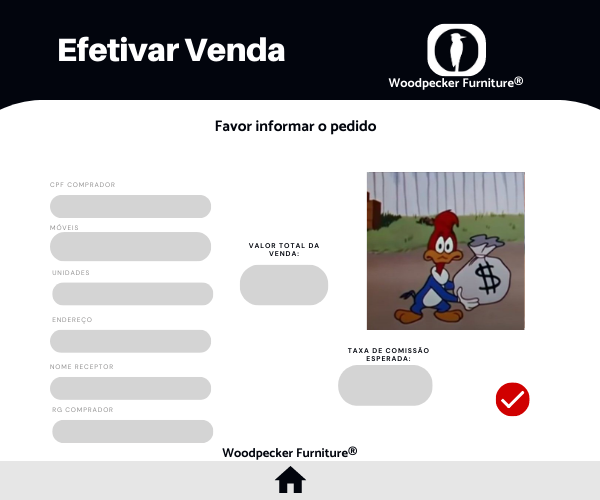 Efetivar Venda
Woodpecker Furniture®
Favor informar o pedido
CPF COMPRADOR
MÓVEIS
UNIDADES
ENDEREÇO
NOME RECEPTOR
RG COMPRADOR
VALOR TOTAL DA
VENDA:
$
TAXA DE COMISSÃO
ESPERADA:
Woodpecker Furniture®